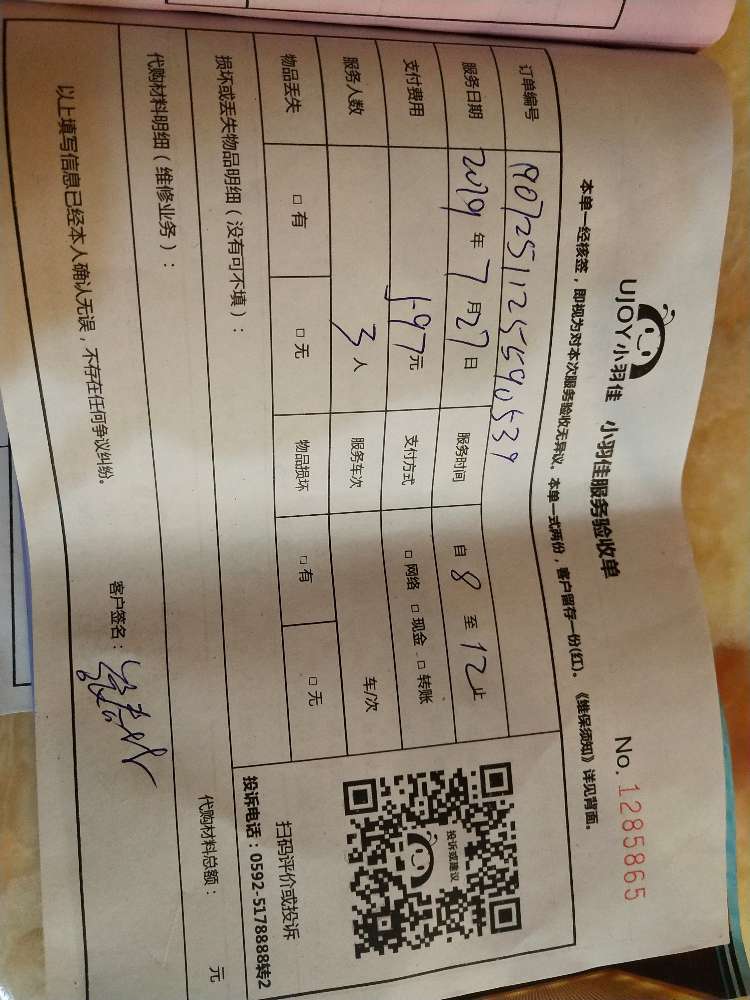 UJOY小羽佳 小羽佳服务验收单
No. 1285865
本单一经核签，即视为对本次服务验收无异议。本单一式两份，客户留存一份(红)。《维保须知》详见背面。
订单编号 1907251125590539
服务日期 2019 年 7 月 27 日 服务时间 自 8 至 12 止
支付费用 597 元 支付方式 □ 网络 □ 现金 □ 转账
服务人数 3 人 服务车次 车/次
物品丢失 □ 有 □ 无 物品损坏 □ 有 □ 无
投诉或建议
扫码评价或投诉
投诉电话：0592-5178888转2
损坏或丢失物品明细（没有可不填）：
代购材料明细（维修业务）：
代购材料总额： 元
以上填写信息已经本人确认无误，不存在任何争议纠纷。
客户签名：